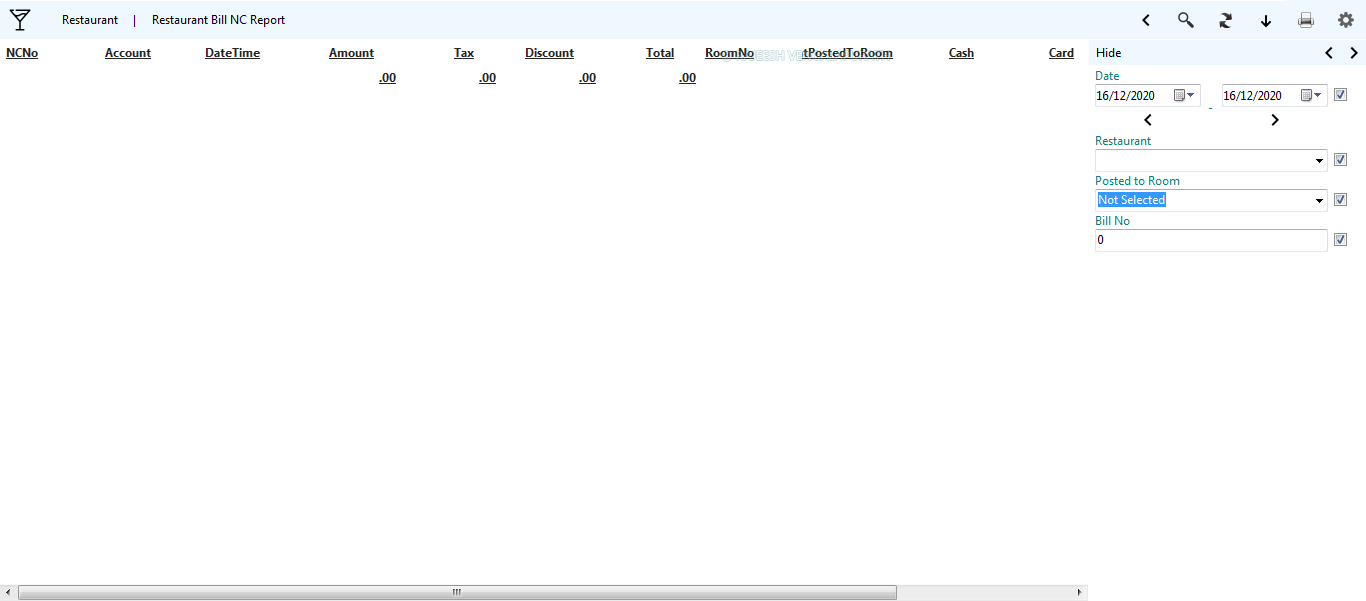 Restaurant | Restaurant Bill NC Report
NCNo Account DateTime Amount Tax Discount Total RoomNo tPostedToRoom Cash Card
.00 .00 .00 .00
Hide
Date
16/12/2020 - 16/12/2020
Restaurant
Posted to Room
Not Selected
Bill No
0